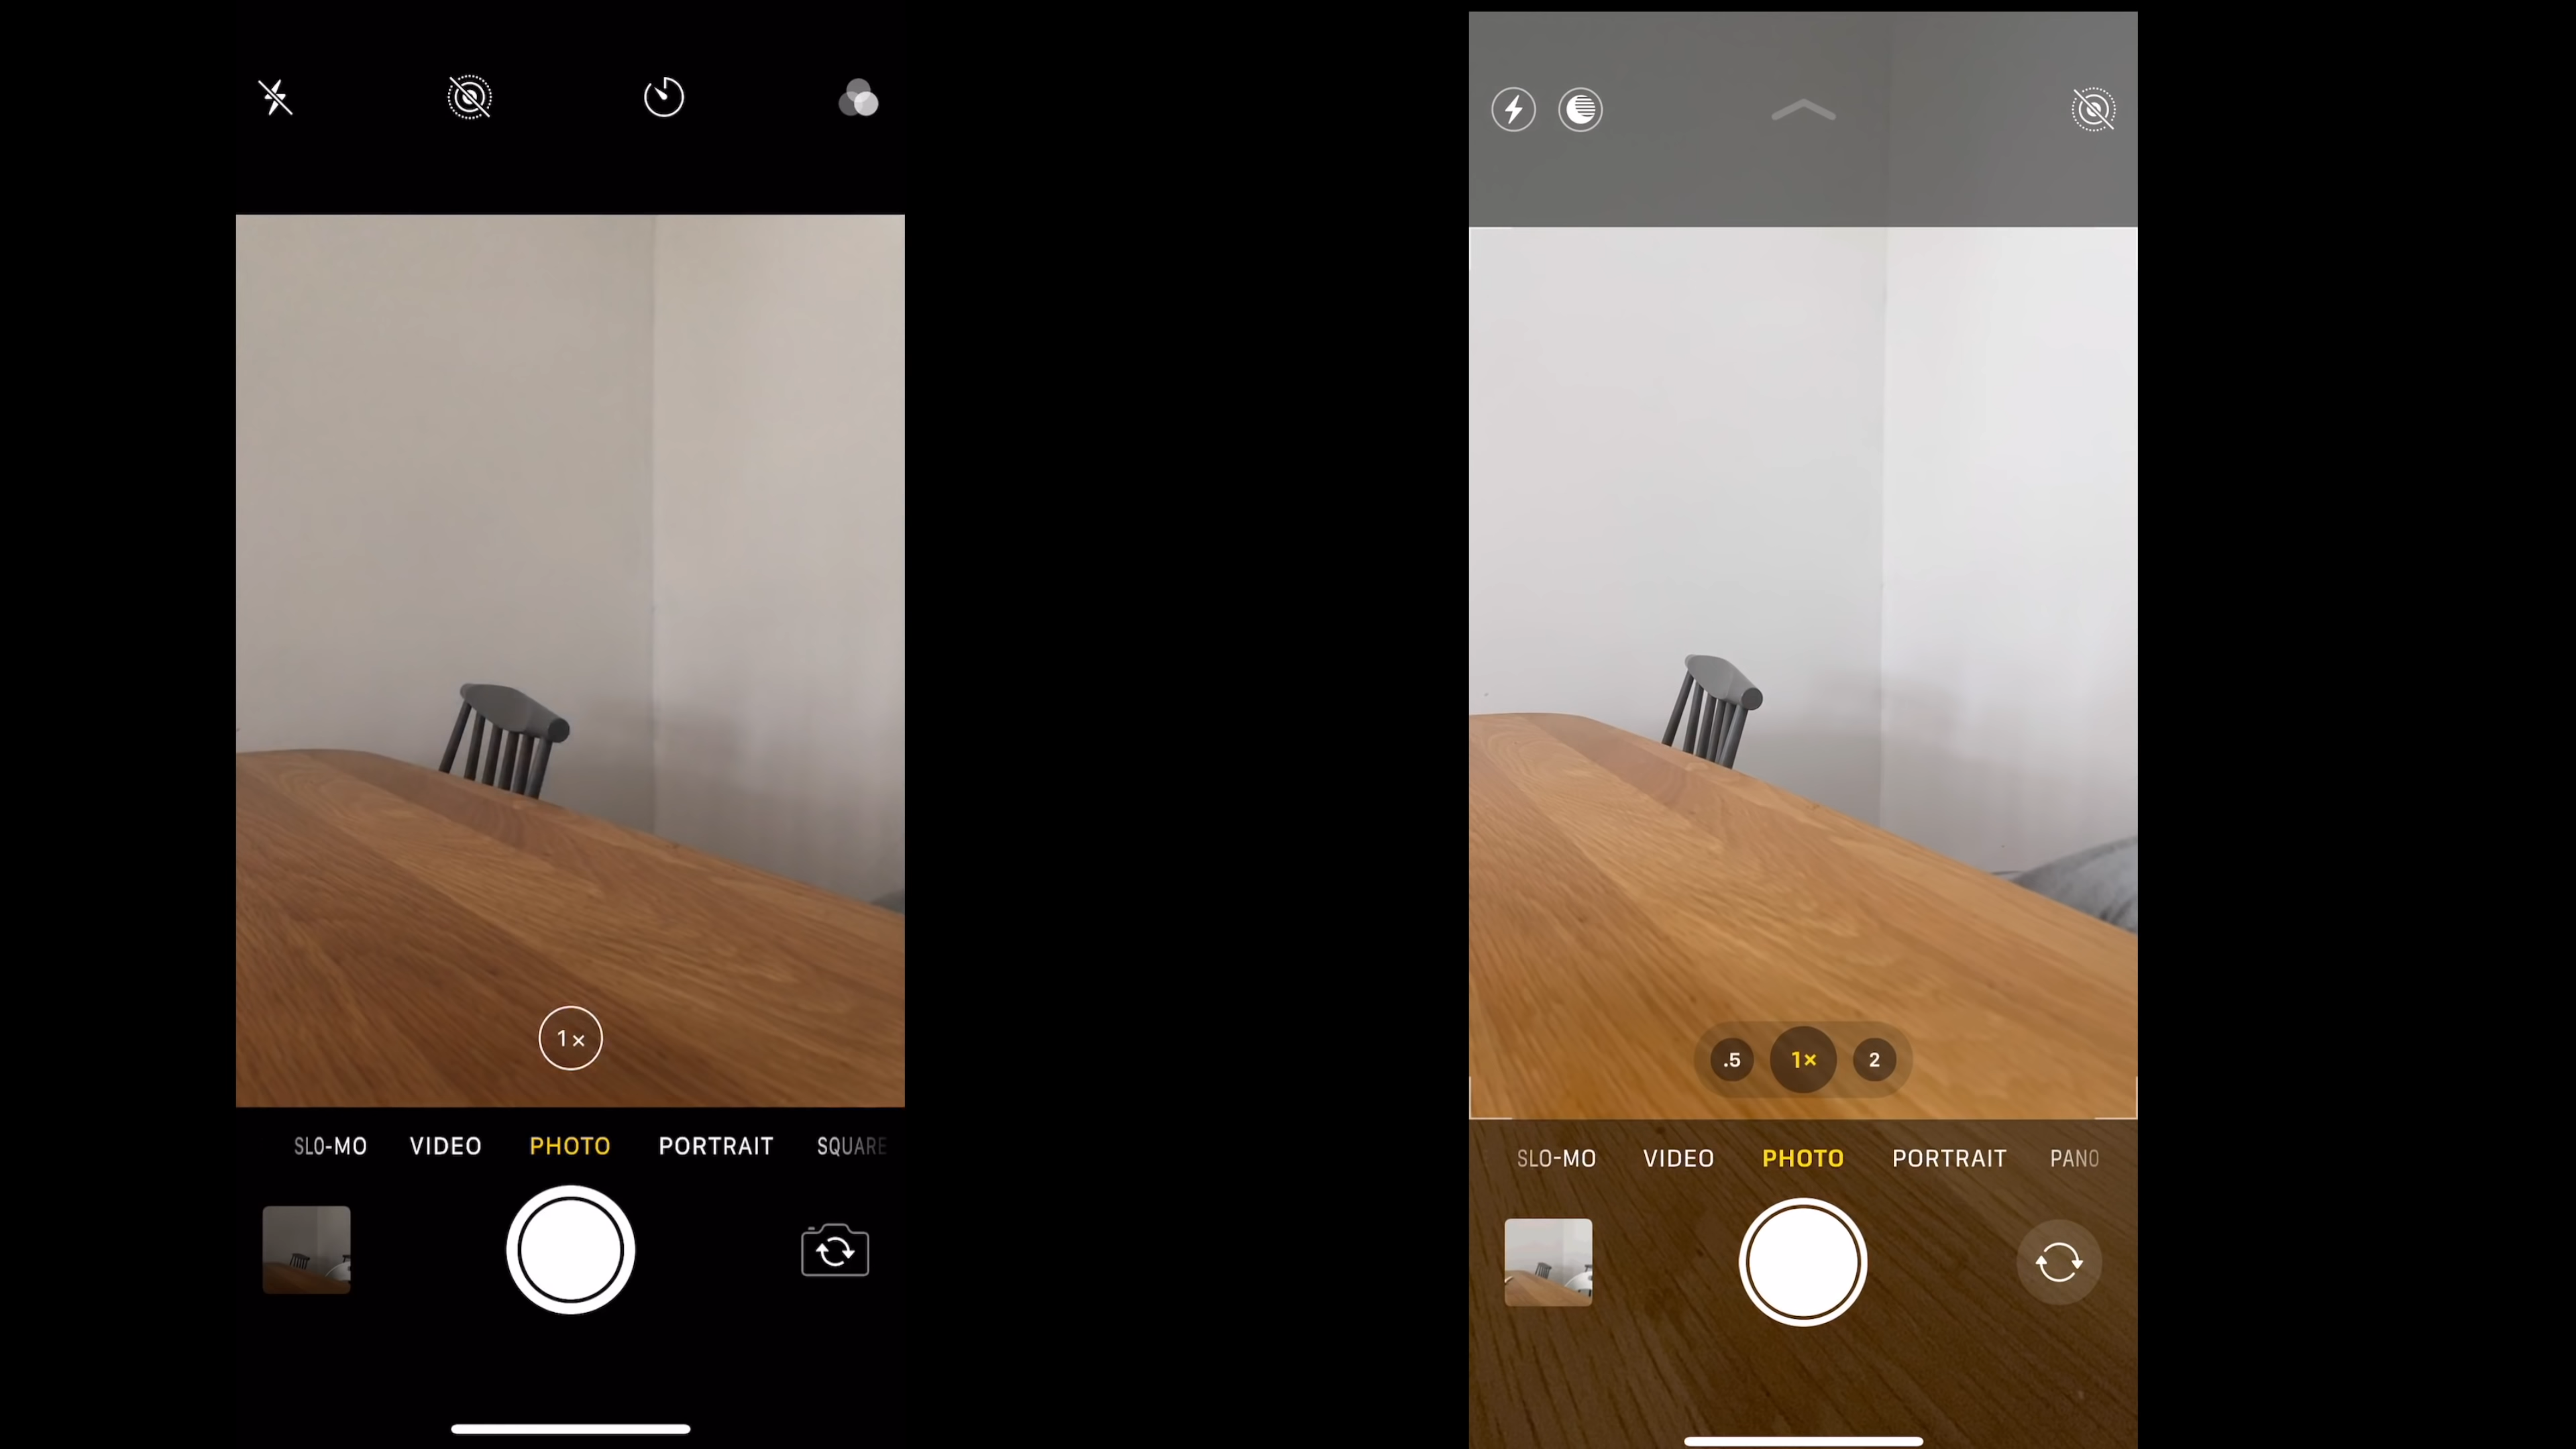 1×
SLO-MO VIDEO PHOTO PORTRAIT SQUARE
.5 1× 2
SLO-MO VIDEO PHOTO PORTRAIT PANO